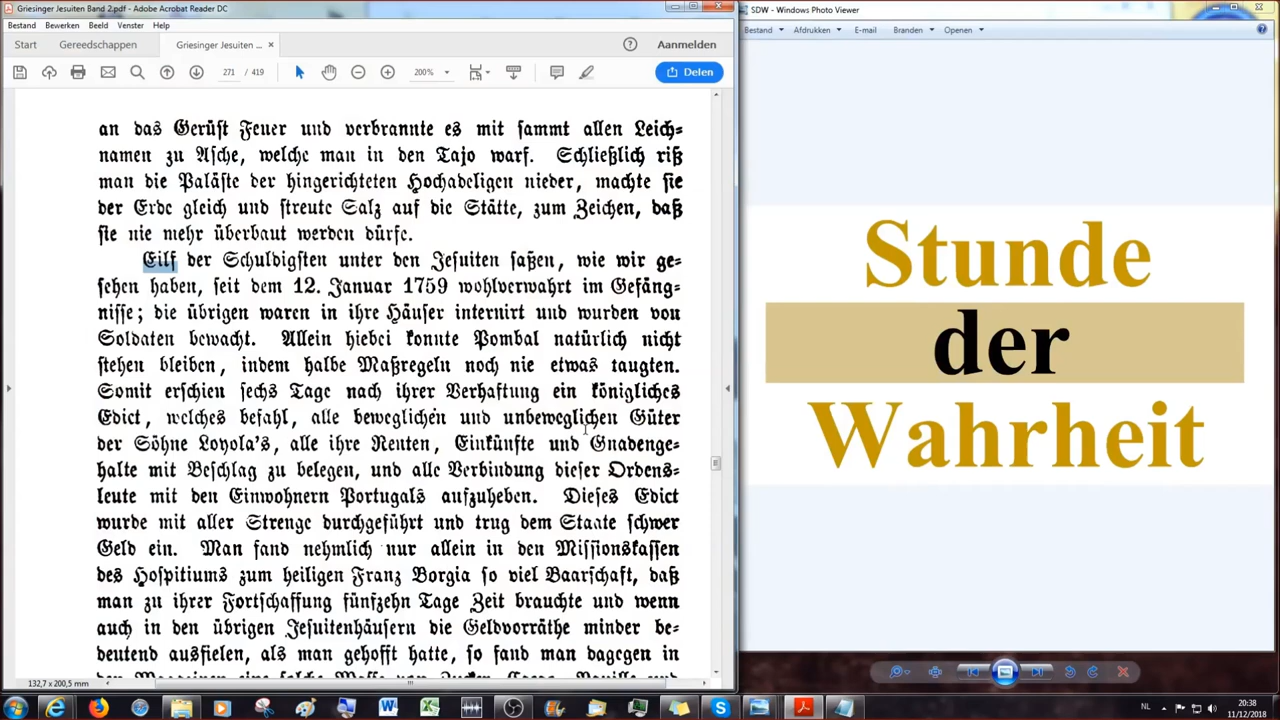 Griesinger Jesuiten Band 2.pdf - Adobe Acrobat Reader DC
Bestand Bewerken Beeld Venster Help
Start Gereedschappen Griesinger Jesuiten ... × Aanmelden
271 / 419 200% Delen
an das Gerüst Feuer und verbrannte es mit sammt allen Leich-
namen zu Asche, welche man in den Tajo warf. Schließlich riß
man die Paläste der hingerichteten Hochadeligen nieder, machte sie
der Erde gleich und streute Salz auf die Stätte, zum Zeichen, daß
sie nie mehr überbaut werden dürfe.
Eilf der Schuldigsten unter den Jesuiten saßen, wie wir ge-
sehen haben, seit dem 12. Januar 1759 wohlverwahrt im Gefäng-
nisse; die übrigen waren in ihre Häuser internirt und wurden von
Soldaten bewacht. Allein hiebei konnte Pombal natürlich nicht
stehen bleiben, indem halbe Maßregeln noch nie etwas taugten.
Somit erschien sechs Tage nach ihrer Verhaftung ein königliches
Edict, welches befahl, alle beweglichen und unbeweglichen Güter
der Söhne Loyola's, alle ihre Renten, Einkünfte und Gnadenge-
halte mit Beschlag zu belegen, und alle Verbindung dieser Ordens-
leute mit den Einwohnern Portugals aufzuheben. Dieses Edict
wurde mit aller Strenge durchgeführt und trug dem Staate schwer
Geld ein. Man fand nehmlich nur allein in den Missionskassen
des Hospitiums zum heiligen Franz Borgia so viel Baarschaft, daß
man zu ihrer Fortschaffung fünfzehn Tage Zeit brauchte und wenn
auch in den übrigen Jesuitenhäusern die Geldvorräthe minder be-
deutend ausfielen, als man gehofft hatte, so fand man dagegen in
132,7 x 200,5 mm
SDW - Windows Photo Viewer
Bestand Afdrukken E-mail Branden Openen
Stunde
der
Wahrheit
NL 20:38
11/12/2018